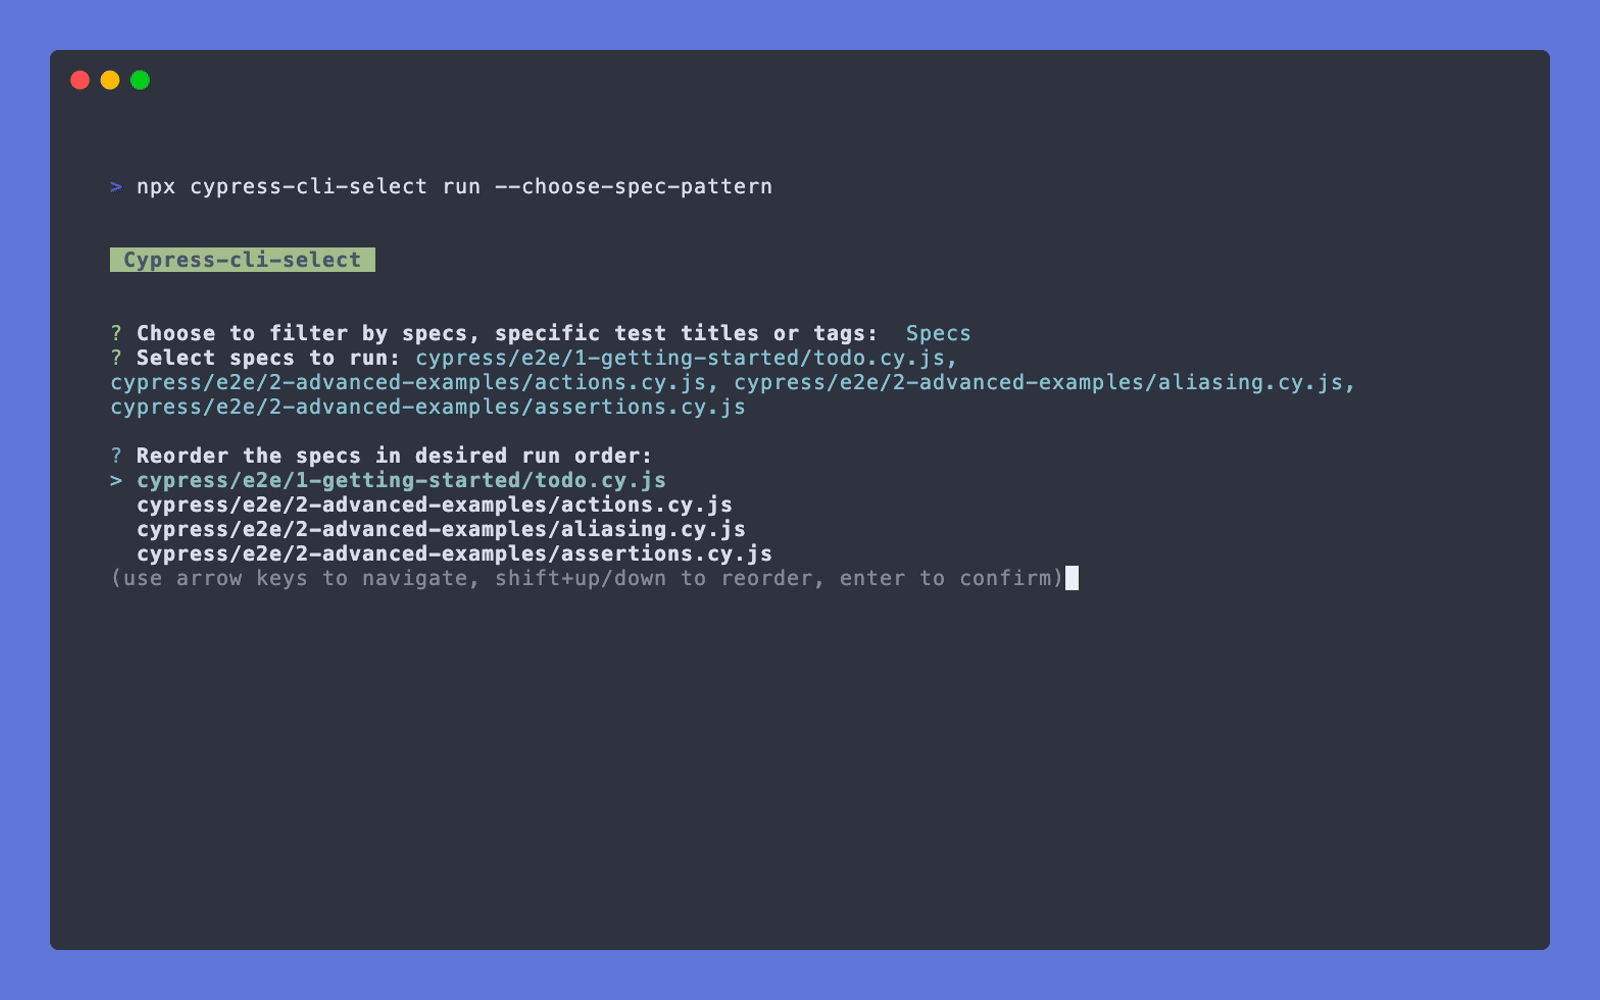 > npx cypress-cli-select run --choose-spec-pattern
Cypress-cli-select
? Choose to filter by specs, specific test titles or tags:  Specs
? Select specs to run: cypress/e2e/1-getting-started/todo.cy.js,
cypress/e2e/2-advanced-examples/actions.cy.js, cypress/e2e/2-advanced-examples/aliasing.cy.js,
cypress/e2e/2-advanced-examples/assertions.cy.js
? Reorder the specs in desired run order:
> cypress/e2e/1-getting-started/todo.cy.js
cypress/e2e/2-advanced-examples/actions.cy.js
cypress/e2e/2-advanced-examples/aliasing.cy.js
cypress/e2e/2-advanced-examples/assertions.cy.js
(use arrow keys to navigate, shift+up/down to reorder, enter to confirm)